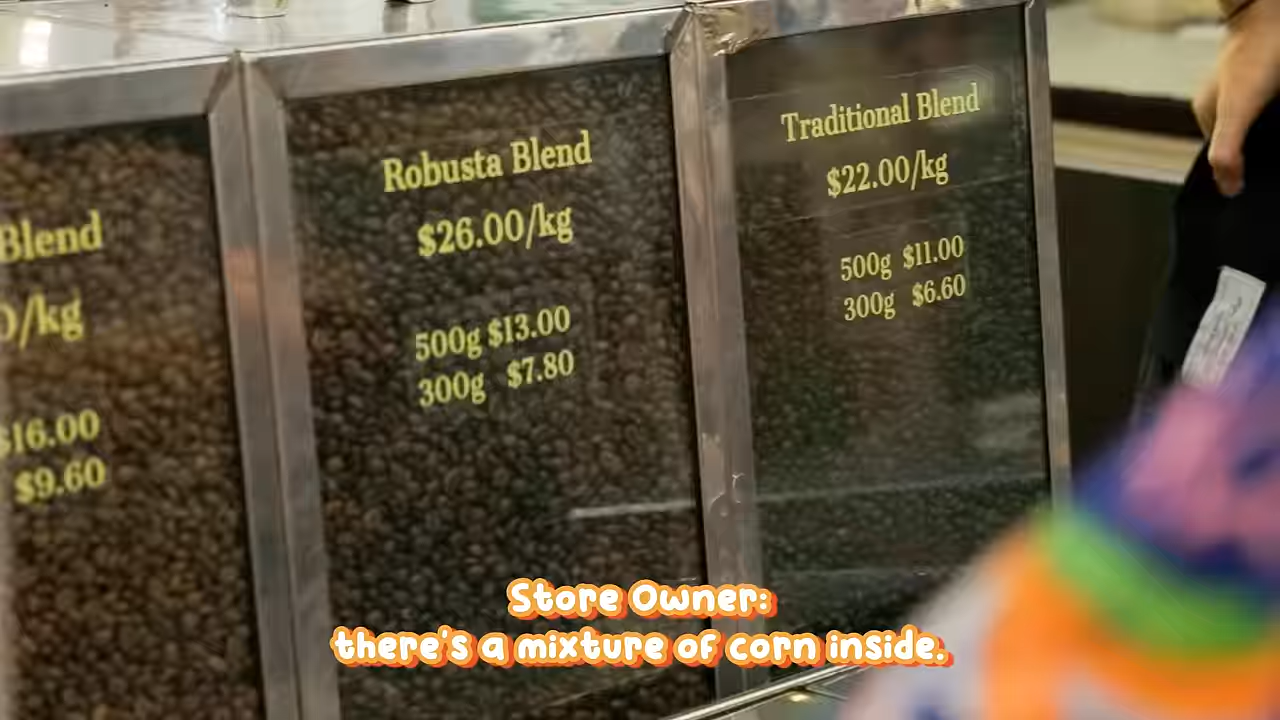 Blend
/kg
$16.00
$9.60
Robusta Blend
$26.00/kg
500g $13.00
300g $7.80
Traditional Blend
$22.00/kg
500g $11.00
300g $6.60
Store Owner:
there's a mixture of corn inside.